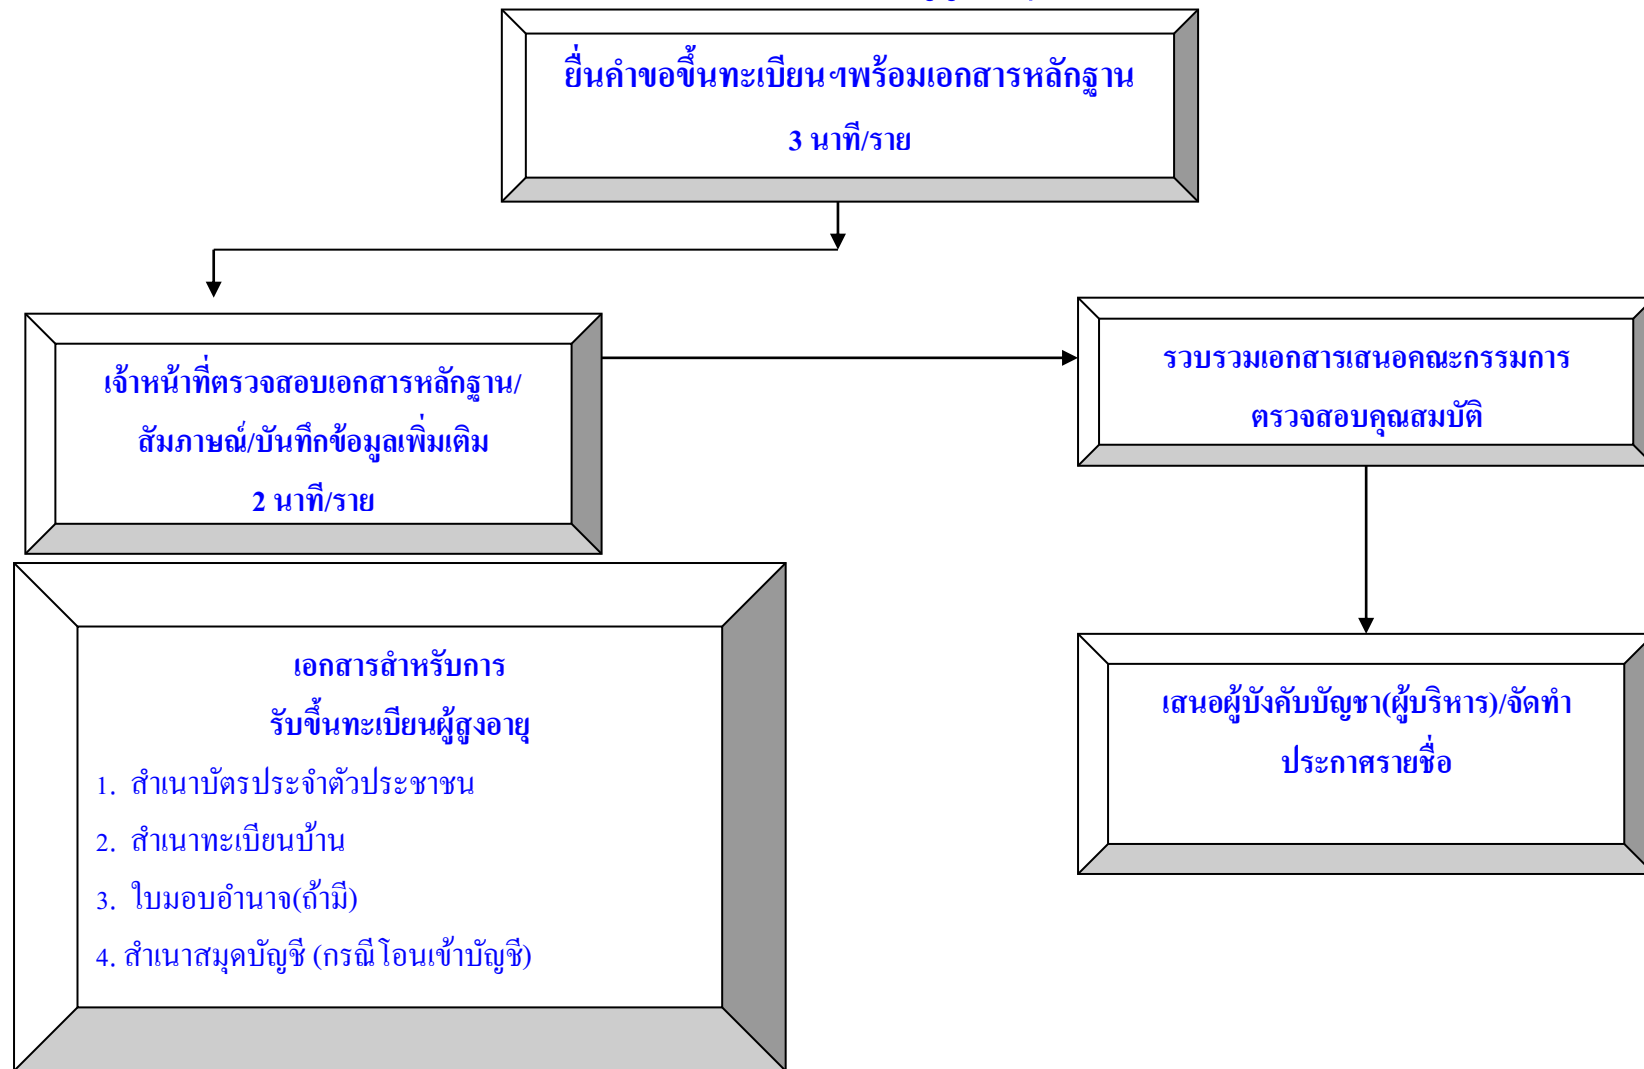 ยื่นคำขอขึ้นทะเบียนฯพร้อมเอกสารหลักฐาน
3 นาที/ราย
เจ้าหน้าที่ตรวจสอบเอกสารหลักฐาน/
สัมภาษณ์/บันทึกข้อมูลเพิ่มเติม
2 นาที/ราย
รวบรวมเอกสารเสนอคณะกรรมการ
ตรวจสอบคุณสมบัติ
เสนอผู้บังคับบัญชา(ผู้บริหาร)/จัดทำ
ประกาศรายชื่อ
เอกสารสำหรับการ
รับขึ้นทะเบียนผู้สูงอายุ
1. สำเนาบัตรประจำตัวประชาชน
2. สำเนาทะเบียนบ้าน
3. ใบมอบอำนาจ(ถ้ามี)
4. สำเนาสมุดบัญชี (กรณีโอนเข้าบัญชี)